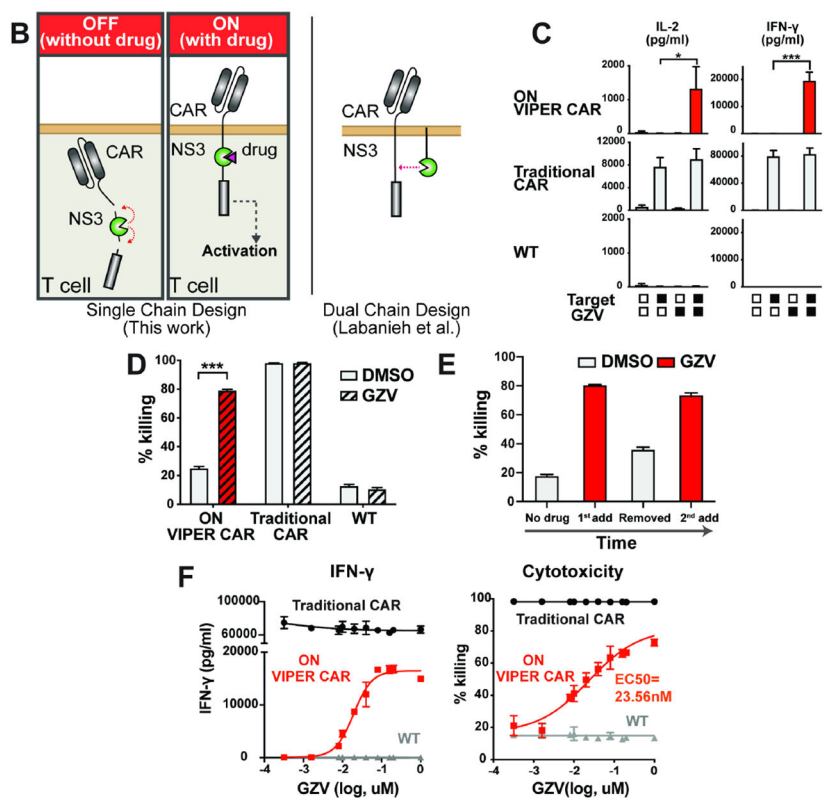 B
OFF
(without drug)
ON
(with drug)
CAR
NS3
T cell
CAR
NS3
drug
Activation
T cell
Single Chain Design
(This work)
CAR
NS3
Dual Chain Design
(Labanieh et al.)
C
IL-2
(pg/ml)
IFN-γ
(pg/ml)
ON
VIPER CAR
2000
1000
0
*
20000
10000
0
***
Traditional
CAR
12000
8000
4000
0
80000
40000
0
WT
2000
1000
0
20000
10000
0
Target
GZV
D
% killing
100
80
60
40
20
0
***
DMSO
GZV
ON
VIPER CAR
Traditional
CAR
WT
E
% killing
100
80
60
40
20
0
DMSO
GZV
No drug
1st add
Removed
2nd add
Time
F
IFN-γ
IFN-γ (pg/ml)
100000
60000
20000
10000
0
Traditional CAR
ON
VIPER CAR
WT
-4
-3
-2
-1
0
GZV (log, uM)
Cytotoxicity
% killing
100
80
60
40
20
0
Traditional CAR
ON
VIPER CAR
EC50=
23.56nM
WT
-4
-3
-2
-1
0
GZV(log, uM)